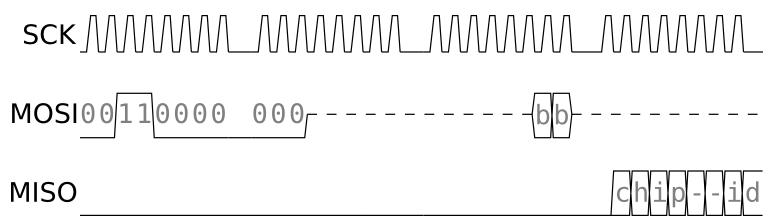 SCK
MOSI 00110000 000 bb
MISO chip--id